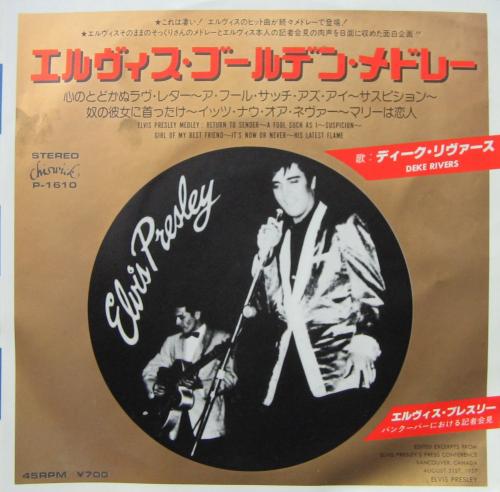 ★これは凄い！ エルヴィスのヒット曲が続々メドレーで登場！
★エルヴィスそのままのそっくりさんのメドレーとエルヴィス本人の記者会見の肉声をB面に収めた面白企画!!
エルヴィス・ゴールデン・メドレー
心のとどかぬラヴ・レター〜ア・フール・サッチ・アズ・アイ〜サスピション〜
奴の彼女に首ったけ〜イッツ・ナウ・オア・ネヴァー〜マリーは恋人
ELVIS PRESLEY MEDLEY: RETURN TO SENDER〜A FOOL SUCH AS I〜SUSPICION〜
GIRL OF MY BEST FRIEND〜IT'S NOW OR NEVER〜HIS LATEST FLAME
STEREO
Chiswick
P-1610
歌：ディーク・リヴァース
DEKE RIVERS
Elvis Presley
エルヴィス・プレスリー
バンクーバーにおける記者会見
EDITED EXCERPTS FROM
ELVIS PRESLEY'S PRESS CONFERENCE
VANCOUVER, CANADA
AUGUST 31ST, 1957
ELVIS PRESLEY
45RPM ¥700